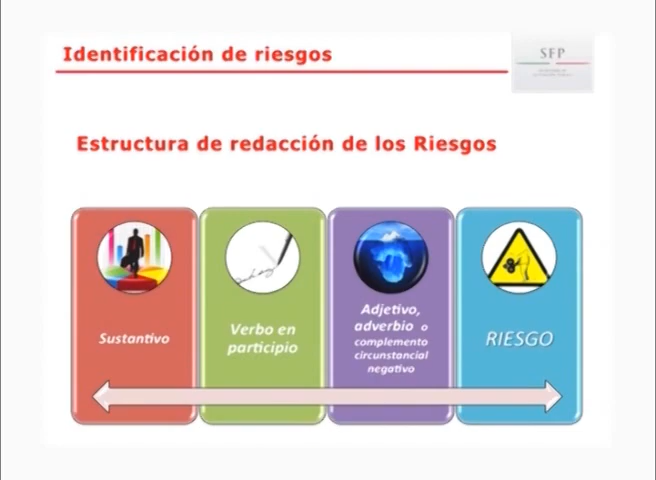 Identificación de riesgos
SFP
Estructura de redacción de los Riesgos
Sustantivo
Verbo en
participio
Adjetivo,
adverbio o
complemento
circunstancial
negativo
RIESGO